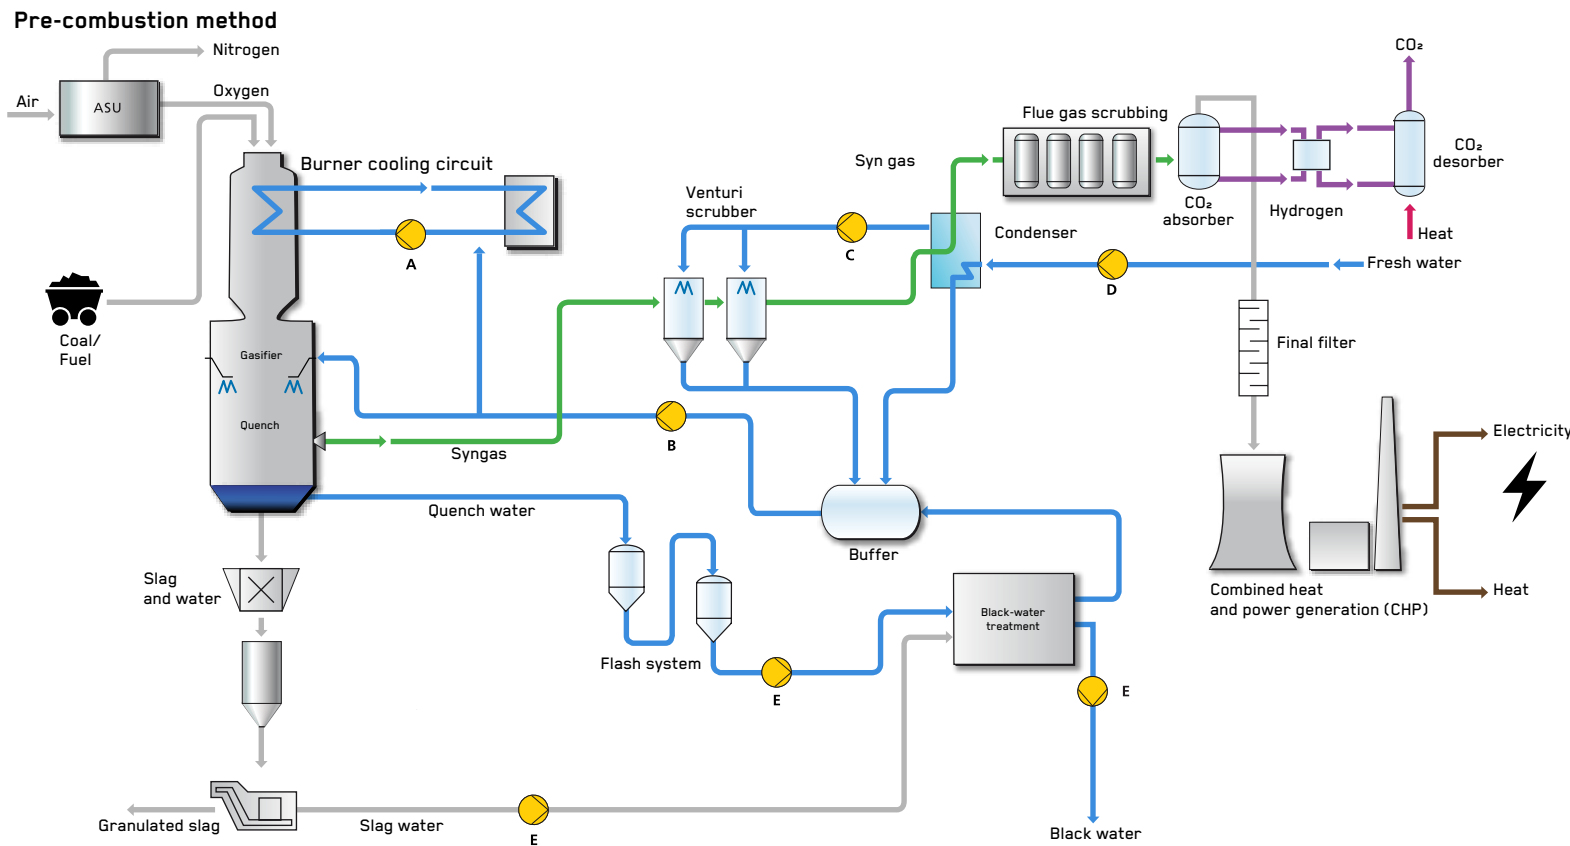 Pre-combustion method
Nitrogen
Air
ASU
Oxygen
Burner cooling circuit
A
Coal/
Fuel
Gasifier
Quench
Syngas
Quench water
Slag
and water
Granulated slag
Slag water
E
Flash system
E
B
Venturi
scrubber
C
Syn gas
Condenser
D
Fresh water
Buffer
Black-water
treatment
E
Black water
Flue gas scrubbing
CO₂
absorber
Hydrogen
CO₂
CO₂
desorber
Heat
Final filter
Combined heat
and power generation (CHP)
Electricity
Heat